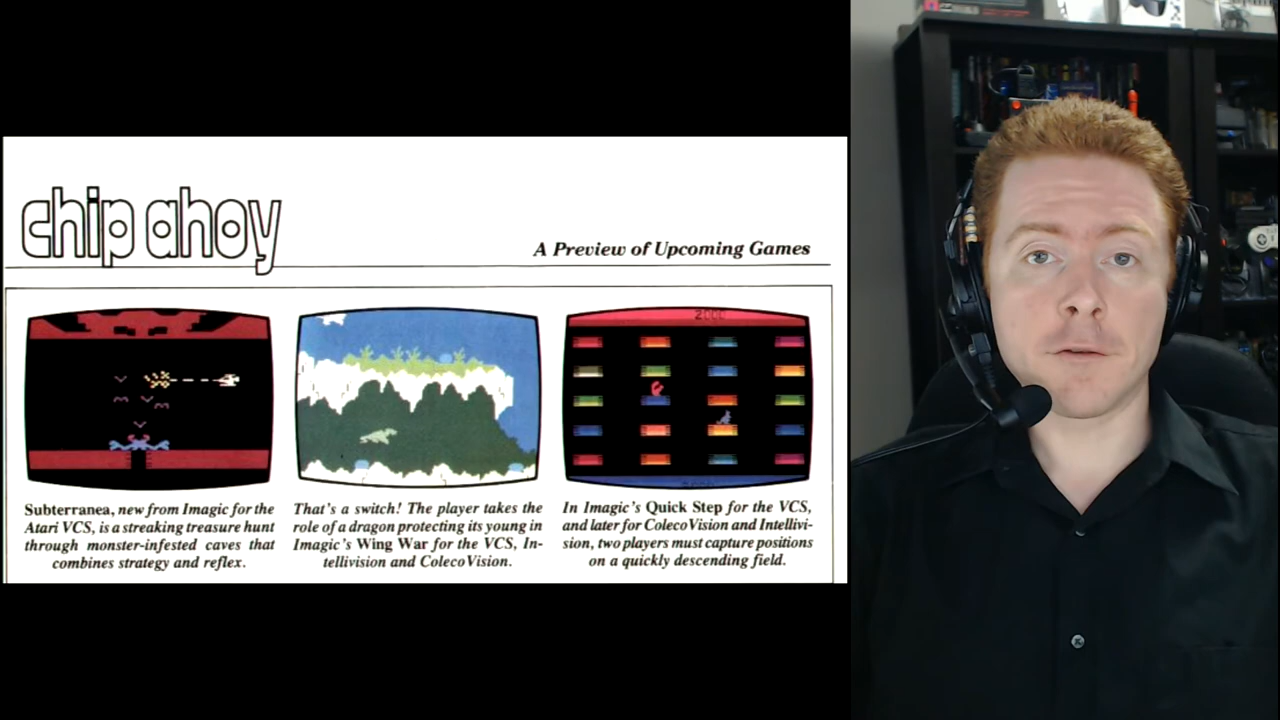 chip ahoy
A Preview of Upcoming Games
2000
Subterranea, new from Imagic for the
Atari VCS, is a streaking treasure hunt
through monster-infested caves that
combines strategy and reflex.
That's a switch! The player takes the
role of a dragon protecting its young in
Imagic's Wing War for the VCS, In-
tellivision and ColecoVision.
In Imagic's Quick Step for the VCS,
and later for ColecoVision and Intellivi-
sion, two players must capture positions
on a quickly descending field.